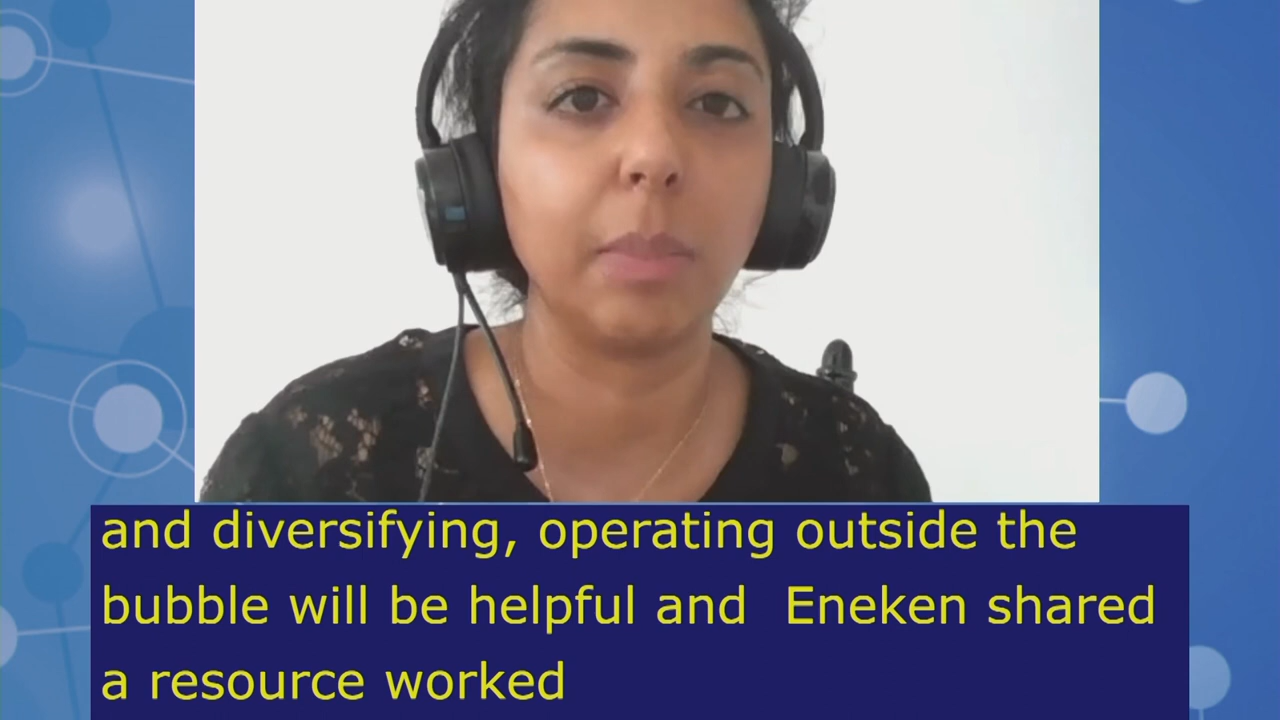 and diversifying, operating outside the
bubble will be helpful and  Eneken shared
a resource worked